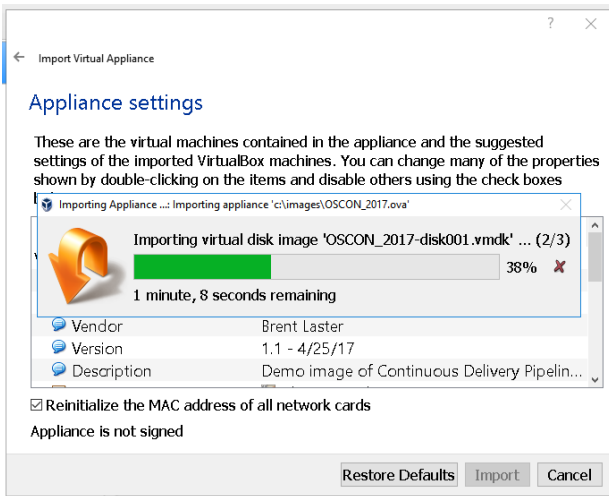 Import Virtual Appliance
Appliance settings
These are the virtual machines contained in the appliance and the suggested
settings of the imported VirtualBox machines. You can change many of the properties
shown by double-clicking on the items and disable others using the check boxes
Importing Appliance ...: Importing appliance 'c:\images\OSCON_2017.ova'
Importing virtual disk image 'OSCON_2017-disk001.vmdk' ... (2/3)
38%
1 minute, 8 seconds remaining
Vendor Brent Laster
Version 1.1 - 4/25/17
Description Demo image of Continuous Delivery Pipelin...
Reinitialize the MAC address of all network cards
Appliance is not signed
Restore Defaults Import Cancel